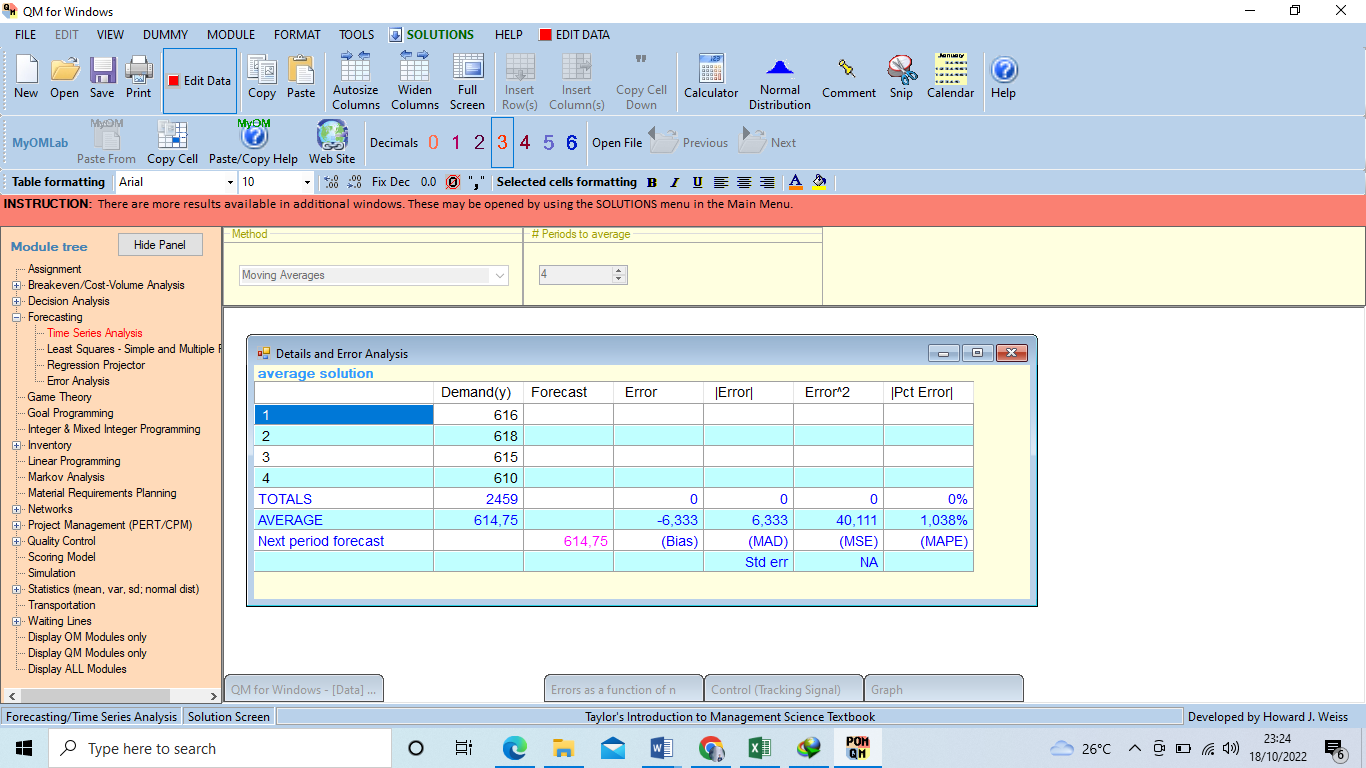 QM for Windows
FILE EDIT VIEW DUMMY MODULE FORMAT TOOLS SOLUTIONS HELP EDIT DATA
New Open Save Print Edit Data Copy Paste Autosize Columns Widen Columns Full Screen Insert Row(s) Insert Column(s) Copy Cell Down Calculator Normal Distribution Comment Snip Calendar Help
MyOMLab Paste From Copy Cell Paste/Copy Help Web Site Decimals 0 1 2 3 4 5 6 Open File Previous Next
Table formatting Arial 10 Fix Dec 0.0 "," Selected cells formatting B I U A
INSTRUCTION: There are more results available in additional windows. These may be opened by using the SOLUTIONS menu in the Main Menu.
Module tree Hide Panel
Assignment
Breakeven/Cost-Volume Analysis
Decision Analysis
Forecasting
Time Series Analysis
Least Squares - Simple and Multiple
Regression Projector
Error Analysis
Game Theory
Goal Programming
Integer & Mixed Integer Programming
Inventory
Linear Programming
Markov Analysis
Material Requirements Planning
Networks
Project Management (PERT/CPM)
Quality Control
Scoring Model
Simulation
Statistics (mean, var, sd; normal dist)
Transportation
Waiting Lines
Display OM Modules only
Display QM Modules only
Display ALL Modules
Method # Periods to average
Moving Averages 4
Details and Error Analysis
average solution
Demand(y) Forecast Error |Error| Error^2 |Pct Error|
1 616
2 618
3 615
4 610
TOTALS 2459 0 0 0 0%
AVERAGE 614,75 -6,333 6,333 40,111 1,038%
Next period forecast 614,75 (Bias) (MAD) (MSE) (MAPE)
Std err NA
QM for Windows - [Data] ... Errors as a function of n Control (Tracking Signal) Graph
Forecasting/Time Series Analysis Solution Screen Taylor's Introduction to Management Science Textbook Developed by Howard J. Weiss
Type here to search 26°C 23:24
18/10/2022 6